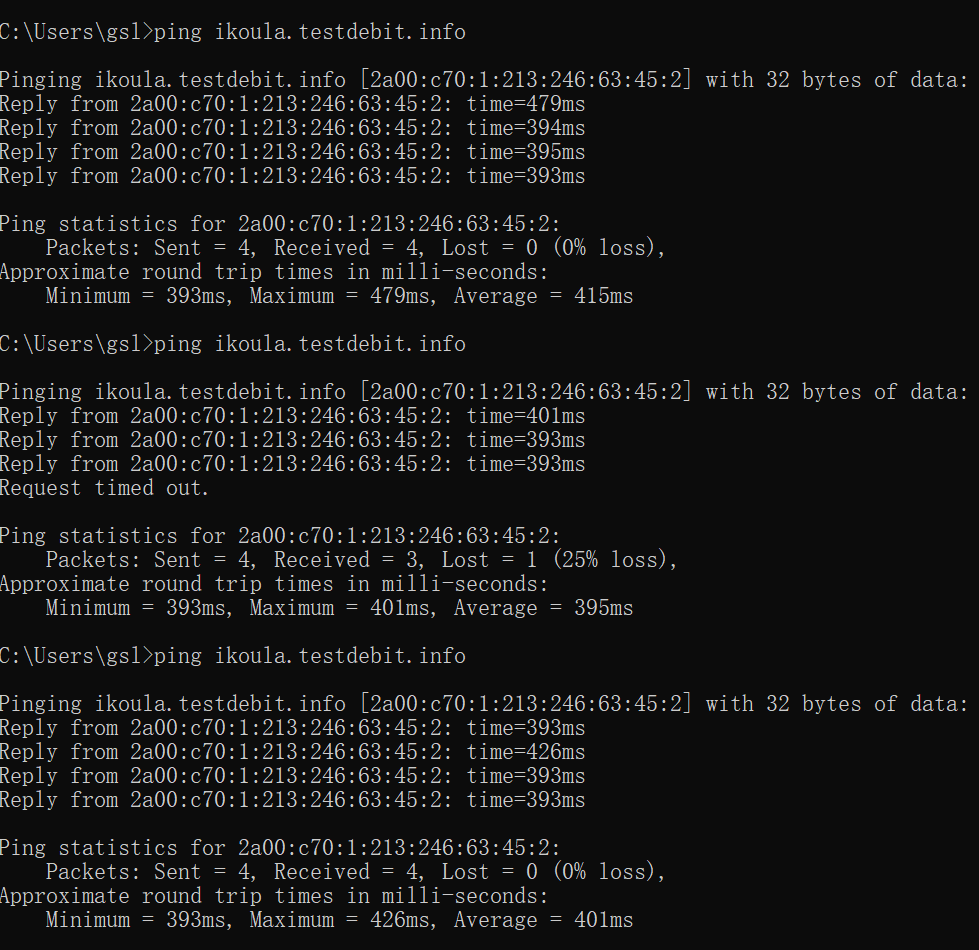 C:\Users\gsl>ping ikoula.testdebit.info
Pinging ikoula.testdebit.info [2a00:c70:1:213:246:63:45:2] with 32 bytes of data:
Reply from 2a00:c70:1:213:246:63:45:2: time=479ms
Reply from 2a00:c70:1:213:246:63:45:2: time=394ms
Reply from 2a00:c70:1:213:246:63:45:2: time=395ms
Reply from 2a00:c70:1:213:246:63:45:2: time=393ms
Ping statistics for 2a00:c70:1:213:246:63:45:2:
    Packets: Sent = 4, Received = 4, Lost = 0 (0% loss),
Approximate round trip times in milli-seconds:
    Minimum = 393ms, Maximum = 479ms, Average = 415ms
C:\Users\gsl>ping ikoula.testdebit.info
Pinging ikoula.testdebit.info [2a00:c70:1:213:246:63:45:2] with 32 bytes of data:
Reply from 2a00:c70:1:213:246:63:45:2: time=401ms
Reply from 2a00:c70:1:213:246:63:45:2: time=393ms
Reply from 2a00:c70:1:213:246:63:45:2: time=393ms
Request timed out.
Ping statistics for 2a00:c70:1:213:246:63:45:2:
    Packets: Sent = 4, Received = 3, Lost = 1 (25% loss),
Approximate round trip times in milli-seconds:
    Minimum = 393ms, Maximum = 401ms, Average = 395ms
C:\Users\gsl>ping ikoula.testdebit.info
Pinging ikoula.testdebit.info [2a00:c70:1:213:246:63:45:2] with 32 bytes of data:
Reply from 2a00:c70:1:213:246:63:45:2: time=393ms
Reply from 2a00:c70:1:213:246:63:45:2: time=426ms
Reply from 2a00:c70:1:213:246:63:45:2: time=393ms
Reply from 2a00:c70:1:213:246:63:45:2: time=393ms
Ping statistics for 2a00:c70:1:213:246:63:45:2:
    Packets: Sent = 4, Received = 4, Lost = 0 (0% loss),
Approximate round trip times in milli-seconds:
    Minimum = 393ms, Maximum = 426ms, Average = 401ms